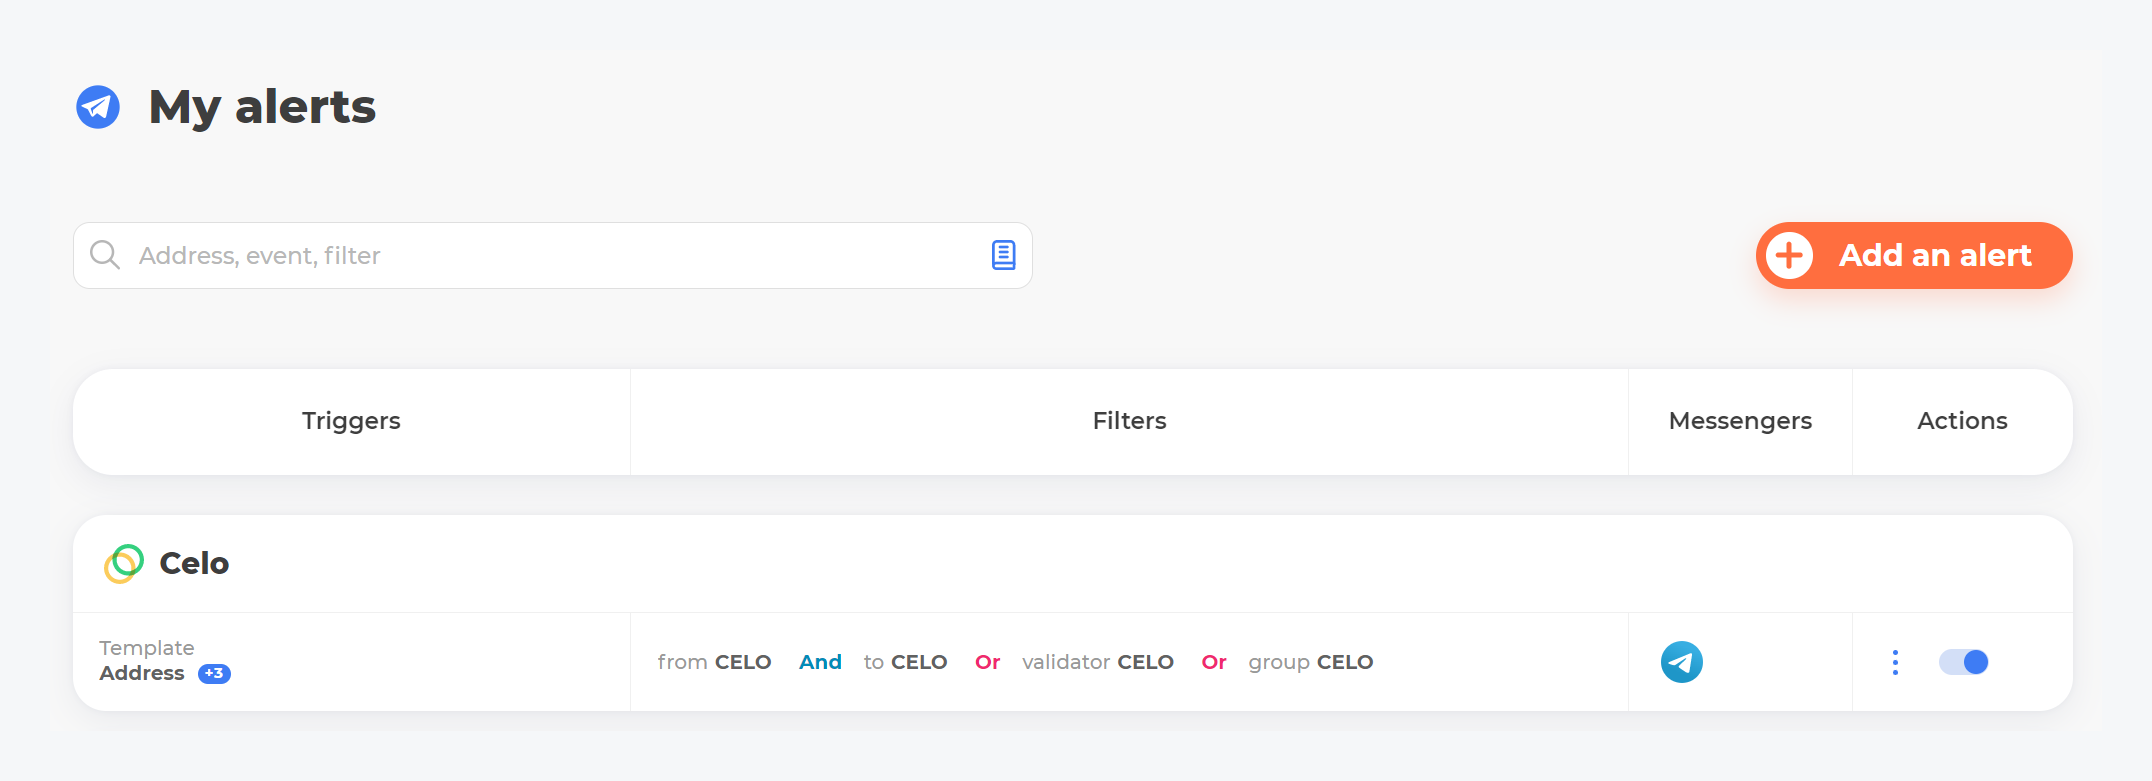 My alerts
Address, event, filter
Add an alert
Triggers Filters Messengers Actions
Celo
Template
Address +3
from CELO And to CELO Or validator CELO Or group CELO